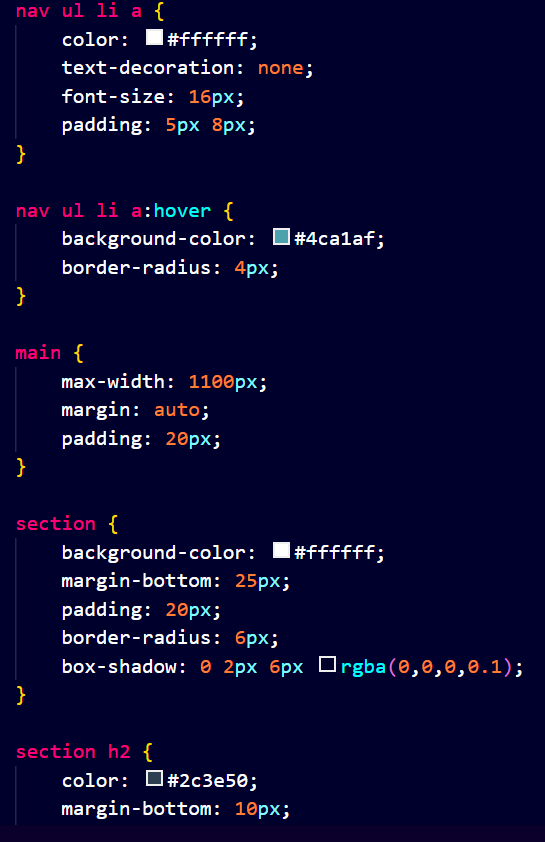 nav ul li a {
    color: #ffffff;
    text-decoration: none;
    font-size: 16px;
    padding: 5px 8px;
}

nav ul li a:hover {
    background-color: #4ca1af;
    border-radius: 4px;
}

main {
    max-width: 1100px;
    margin: auto;
    padding: 20px;
}

section {
    background-color: #ffffff;
    margin-bottom: 25px;
    padding: 20px;
    border-radius: 6px;
    box-shadow: 0 2px 6px rgba(0,0,0,0.1);
}

section h2 {
    color: #2c3e50;
    margin-bottom: 10px;